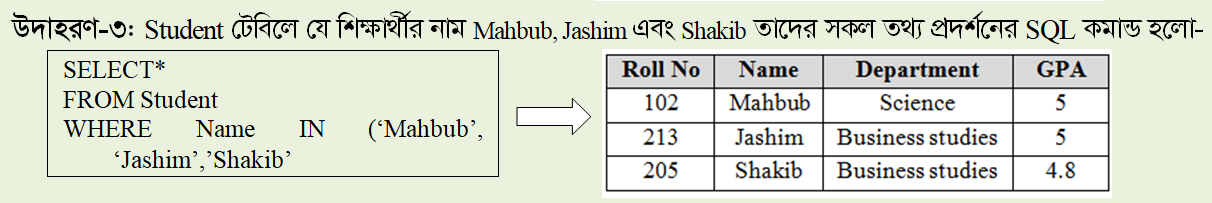 উদাহরণ-৩: Student টেবিলে যে শিক্ষার্থীর নাম Mahbub, Jashim এবং Shakib তাদের সকল তথ্য প্রদর্শনের SQL কমান্ড হলো-
SELECT*
FROM Student
WHERE Name IN (‘Mahbub’,
‘Jashim’,’Shakib’
Roll No Name Department GPA
102 Mahbub Science 5
213 Jashim Business studies 5
205 Shakib Business studies 4.8